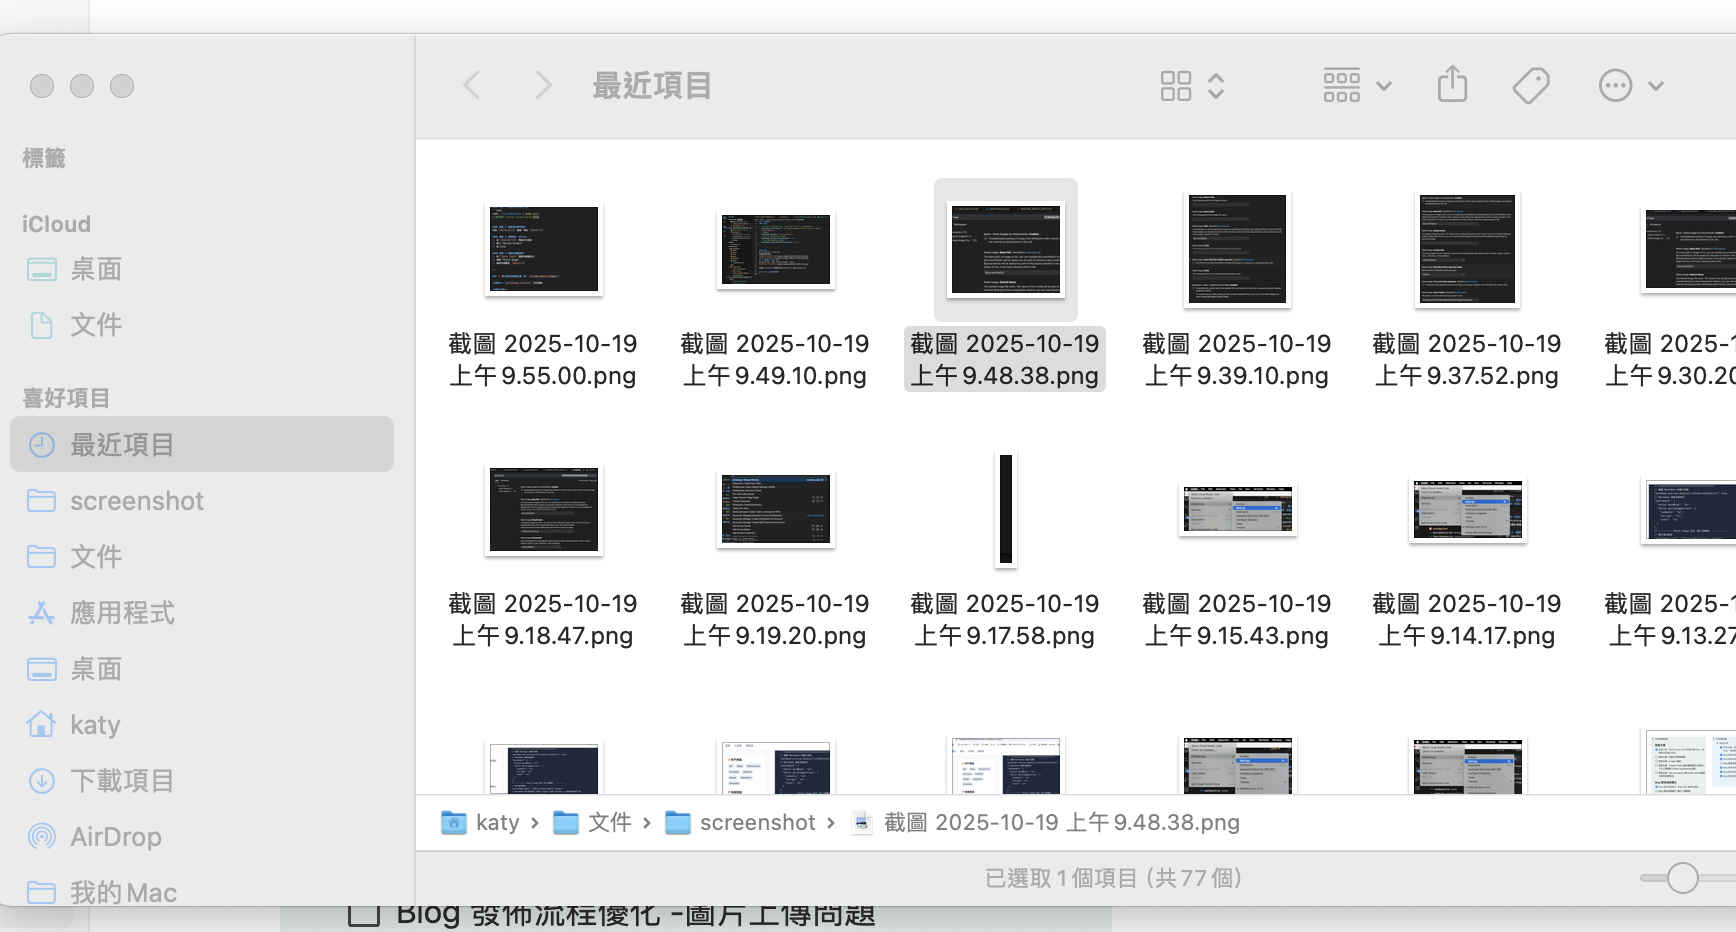 最近項目
標籤
iCloud
桌面
文件
喜好項目
最近項目
screenshot
文件
應用程式
桌面
katy
下載項目
AirDrop
我的 Mac
截圖 2025-10-19
上午 9.55.00.png
截圖 2025-10-19
上午 9.49.10.png
截圖 2025-10-19
上午 9.48.38.png
截圖 2025-10-19
上午 9.39.10.png
截圖 2025-10-19
上午 9.37.52.png
截圖 2025-1
上午 9.30.20
截圖 2025-10-19
上午 9.18.47.png
截圖 2025-10-19
上午 9.19.20.png
截圖 2025-10-19
上午 9.17.58.png
截圖 2025-10-19
上午 9.15.43.png
截圖 2025-10-19
上午 9.14.17.png
截圖 2025-1
上午 9.13.27
katy › 文件 › screenshot › 截圖 2025-10-19 上午 9.48.38.png
已選取 1 個項目 (共 77 個)
Blog 發佈流程優化 -圖片上傳問題